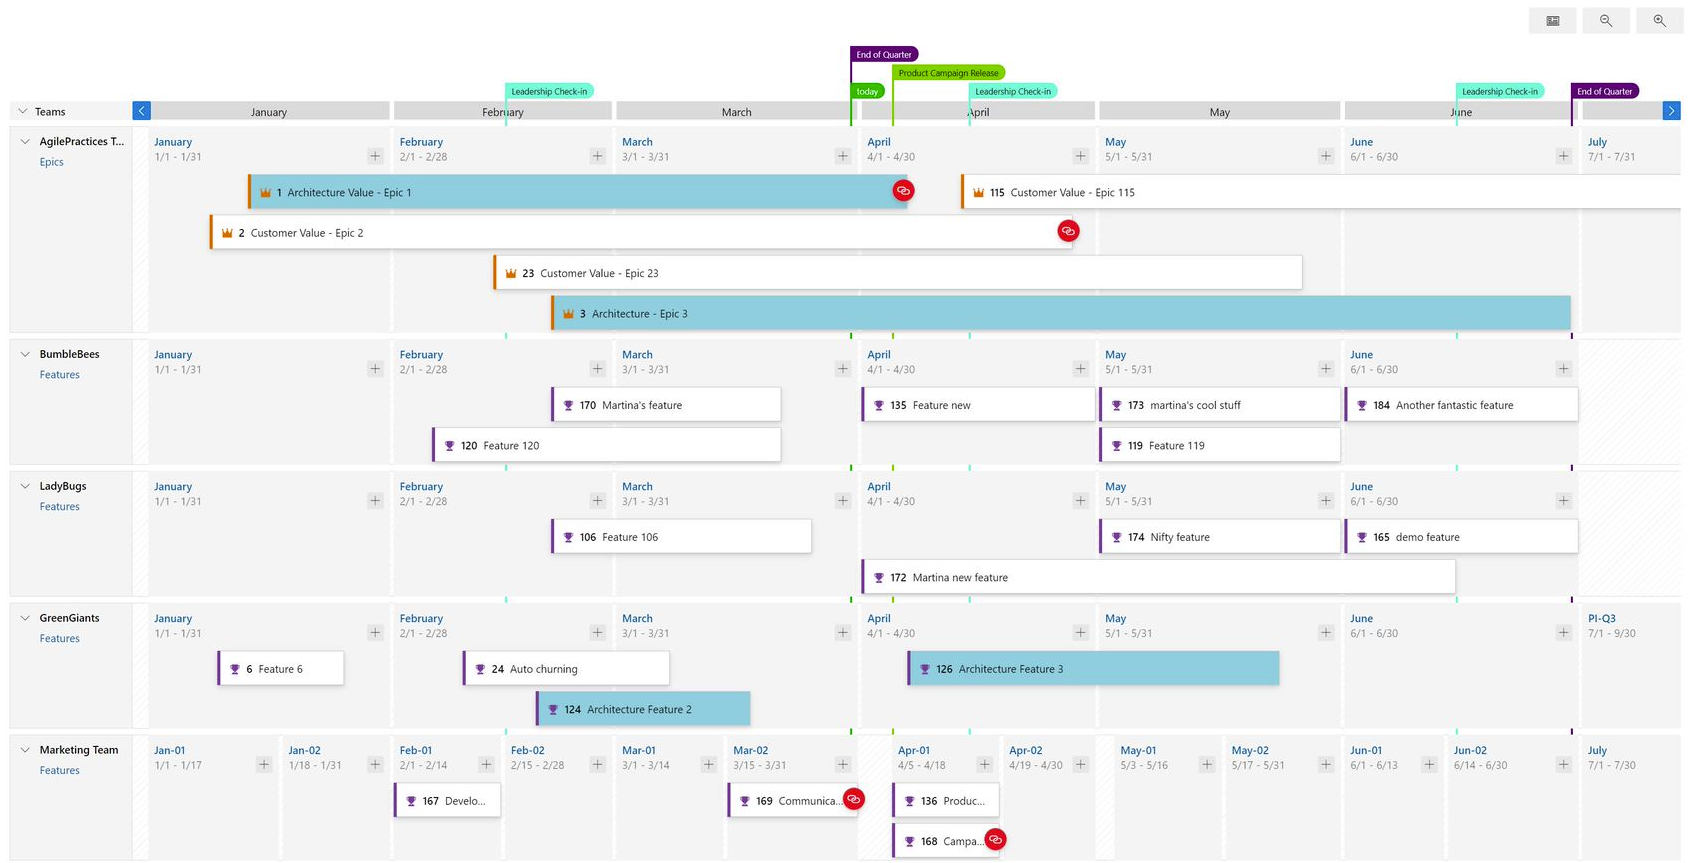 End of Quarter
Product Campaign Release
Leadership Check-in
today
Leadership Check-in
Leadership Check-in
End of Quarter
Teams
January
February
March
April
May
June
AgilePractices T...
Epics
January
1/1 - 1/31
February
2/1 - 2/28
March
3/1 - 3/31
April
4/1 - 4/30
May
5/1 - 5/31
June
6/1 - 6/30
July
7/1 - 7/31
1 Architecture Value - Epic 1
115 Customer Value - Epic 115
2 Customer Value - Epic 2
23 Customer Value - Epic 23
3 Architecture - Epic 3
BumbleBees
Features
January
1/1 - 1/31
February
2/1 - 2/28
March
3/1 - 3/31
April
4/1 - 4/30
May
5/1 - 5/31
June
6/1 - 6/30
170 Martina's feature
135 Feature new
173 martina's cool stuff
184 Another fantastic feature
120 Feature 120
119 Feature 119
LadyBugs
Features
January
1/1 - 1/31
February
2/1 - 2/28
March
3/1 - 3/31
April
4/1 - 4/30
May
5/1 - 5/31
June
6/1 - 6/30
106 Feature 106
174 Nifty feature
165 demo feature
172 Martina new feature
GreenGiants
Features
January
1/1 - 1/31
February
2/1 - 2/28
March
3/1 - 3/31
April
4/1 - 4/30
May
5/1 - 5/31
June
6/1 - 6/30
PI-Q3
7/1 - 9/30
6 Feature 6
24 Auto churning
126 Architecture Feature 3
124 Architecture Feature 2
Marketing Team
Features
Jan-01
1/1 - 1/17
Jan-02
1/18 - 1/31
Feb-01
2/1 - 2/14
Feb-02
2/15 - 2/28
Mar-01
3/1 - 3/14
Mar-02
3/15 - 3/31
Apr-01
4/5 - 4/18
Apr-02
4/19 - 4/30
May-01
5/3 - 5/16
May-02
5/17 - 5/31
Jun-01
6/1 - 6/13
Jun-02
6/14 - 6/30
July
7/1 - 7/30
167 Develo...
169 Communica...
136 Produc...
168 Campa...